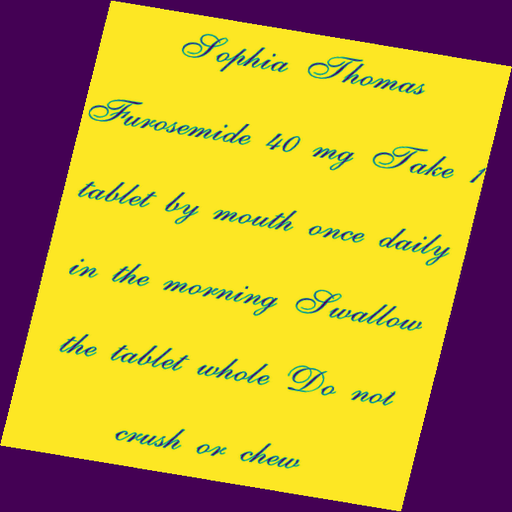 Sophia Thomas
Furosemide 40 mg Take 1
tablet by mouth once daily
in the morning Swallow
the tablet whole Do not
crush or chew